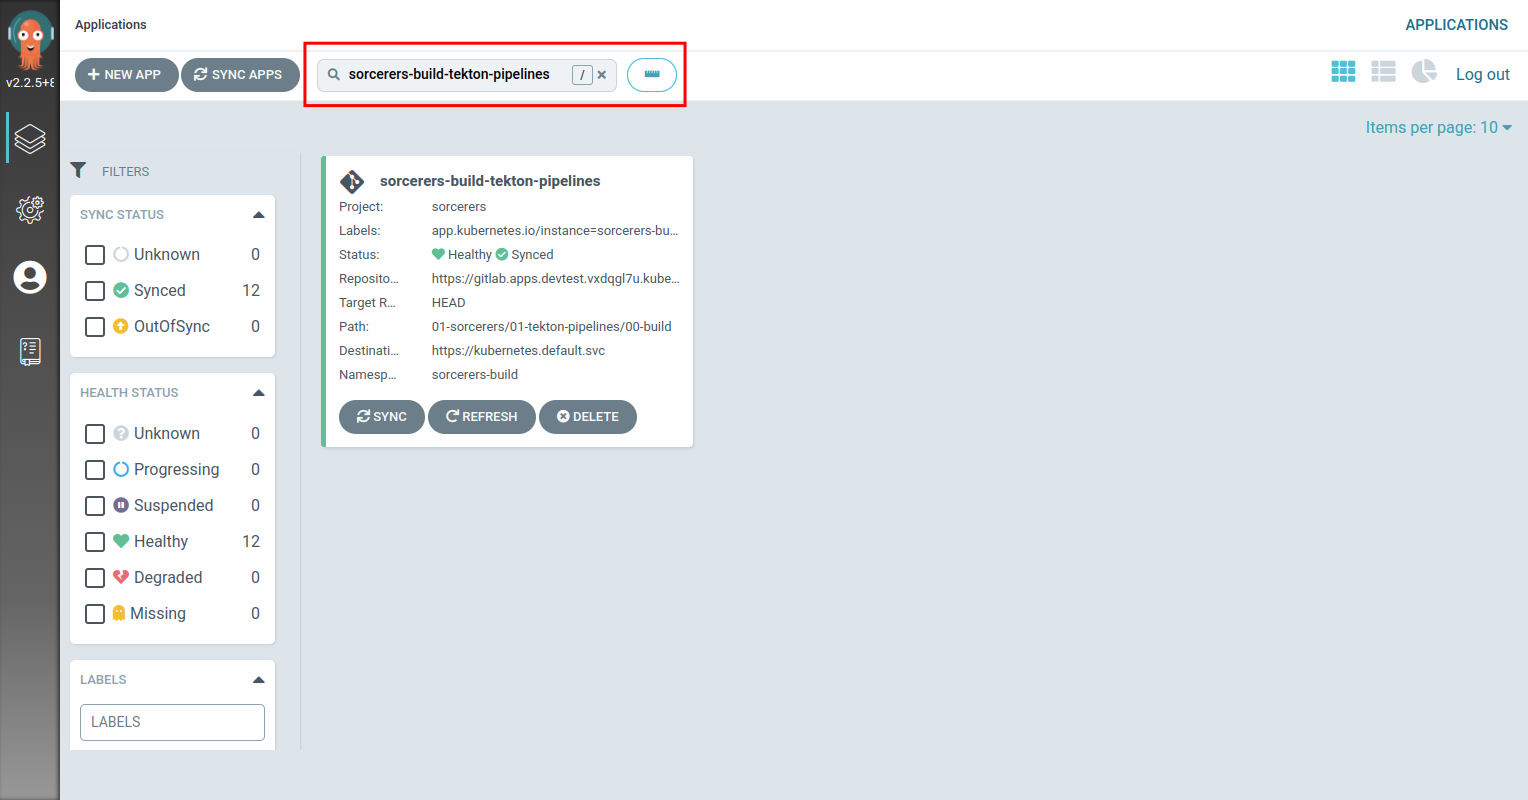 Applications
APPLICATIONS
v2.2.5+8
NEW APP
SYNC APPS
sorcerers-build-tekton-pipelines
/
Log out
Items per page: 10
FILTERS
SYNC STATUS
Unknown 0
Synced 12
OutOfSync 0
HEALTH STATUS
Unknown 0
Progressing 0
Suspended 0
Healthy 12
Degraded 0
Missing 0
LABELS
LABELS
sorcerers-build-tekton-pipelines
Project: sorcerers
Labels: app.kubernetes.io/instance=sorcerers-bu...
Status: Healthy Synced
Reposito... https://gitlab.apps.devtest.vxdqgl7u.kube...
Target R... HEAD
Path: 01-sorcerers/01-tekton-pipelines/00-build
Destinati... https://kubernetes.default.svc
Namesp... sorcerers-build
SYNC REFRESH DELETE